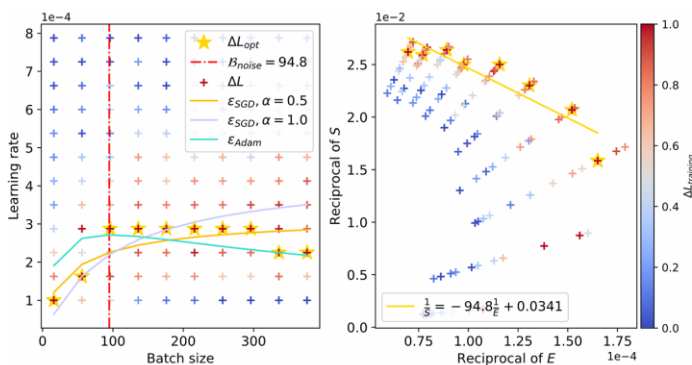 1e−4
8
7
6
5
4
3
2
1
Learning rate
0
100
200
300
Batch size
ΔL_opt
𝓑_noise = 94.8
ΔL
ε_SGD, α = 0.5
ε_SGD, α = 1.0
ε_Adam
1e−2
2.5
2.0
1.5
1.0
0.5
0.0
Reciprocal of S
0.75
1.00
1.25
1.50
1.75
1e−4
Reciprocal of E
1/S = −94.8 1/E + 0.0341
1.0
0.8
0.6
0.4
0.2
0.0
ΔL_training